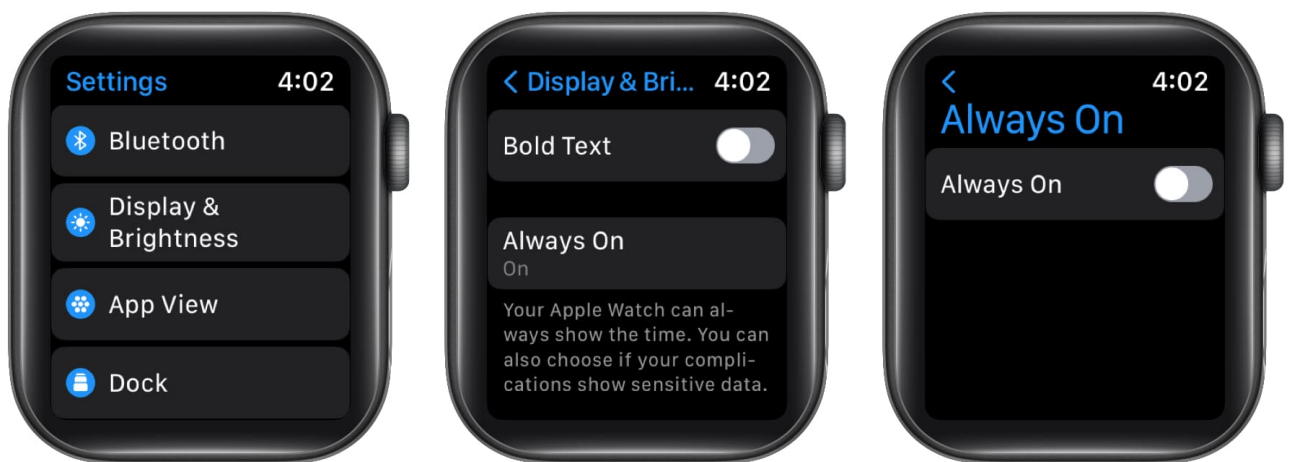 Settings 4:02
Bluetooth
Display &
Brightness
App View
Dock
Display & Bri... 4:02
Bold Text
Always On
On
Your Apple Watch can al-
ways show the time. You can
also choose if your compli-
cations show sensitive data.
4:02
Always On
Always On